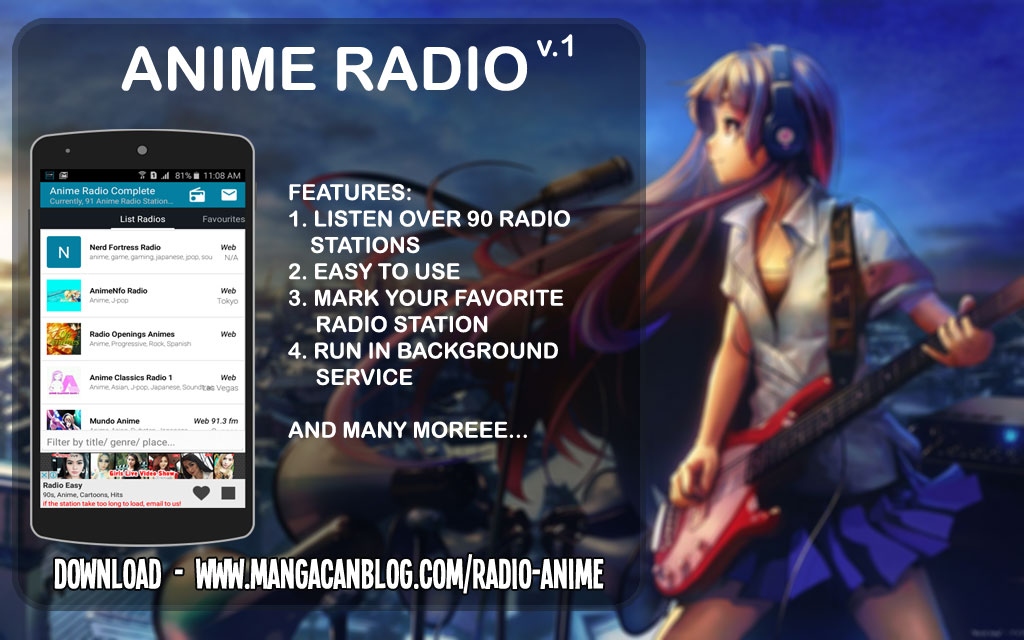 ANIME RADIO v.1
81% 11:08 AM
Anime Radio Complete
Currently, 91 Anime Radio Station...
List Radios Favourites
N
Nerd Fortress Radio Web
anime, game, gaming, japanese, jpop, sou N/A
AnimeNfo Radio Web
Anime, J-pop Tokyo
Radio Openings Animes Web
Anime, Progressive, Rock, Spanish
Anime Classics Radio 1 Web
Anime, Asian, J-pop, Japanese, Las Vegas
Mundo Anime Web 91.3 fm
Filter by title/ genre/ place...
Girls Live Video Show
Radio Easy
90s, Anime, Cartoons, Hits
if the station take too long to load, email to us!
FEATURES:
1. LISTEN OVER 90 RADIO
STATIONS
2. EASY TO USE
3. MARK YOUR FAVORITE
RADIO STATION
4. RUN IN BACKGROUND
SERVICE
AND MANY MOREEE...
DOWNLOAD - WWW.MANGACANBLOG.COM/RADIO-ANIME